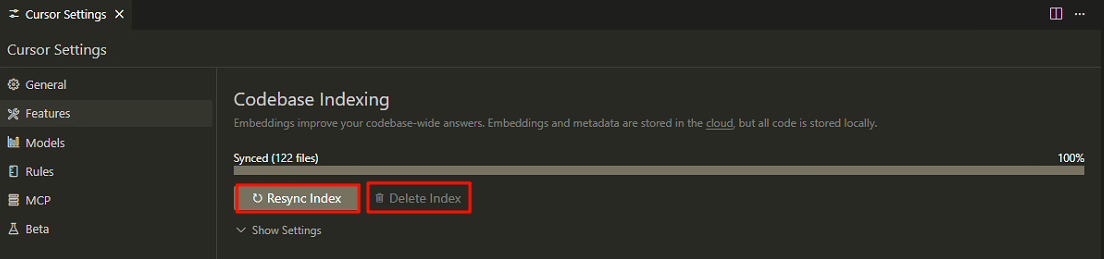 Cursor Settings
Cursor Settings
General
Features
Models
Rules
MCP
Beta
Codebase Indexing
Embeddings improve your codebase-wide answers. Embeddings and metadata are stored in the cloud, but all code is stored locally.
Synced (122 files) 100%
Resync Index Delete Index
Show Settings